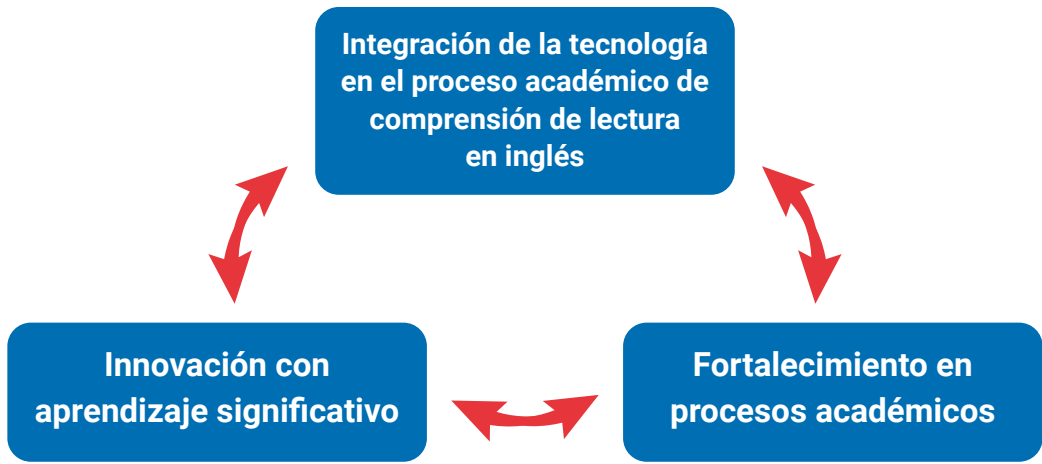 Integración de la tecnología
en el proceso académico de
comprensión de lectura
en inglés
Innovación con
aprendizaje significativo
Fortalecimiento en
procesos académicos